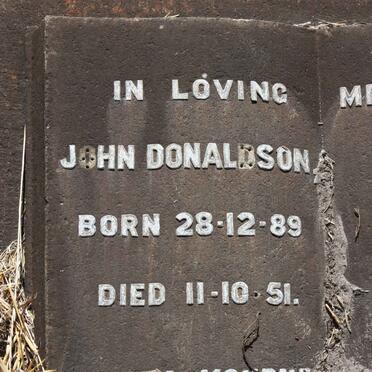 IN LOVING
JOHN DONALDSON
BORN 28-12-89
DIED 11-10-51.